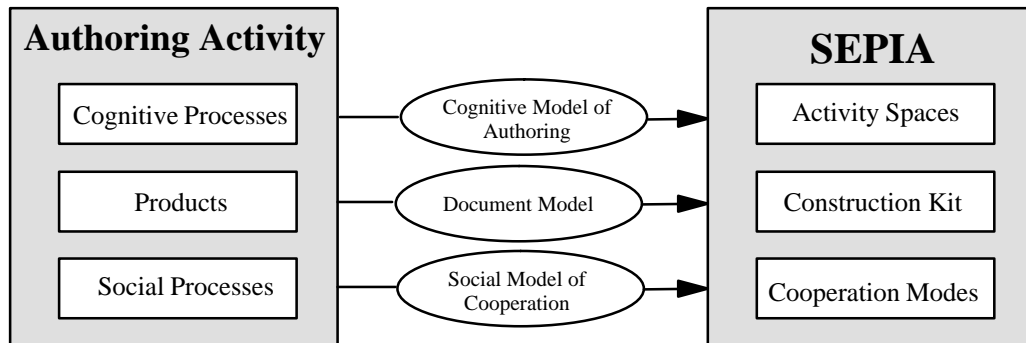 Authoring Activity
SEPIA
Cognitive Processes
Cognitive Model of
Authoring
Activity Spaces
Products
Document Model
Construction Kit
Social Processes
Social Model of
Cooperation
Cooperation Modes